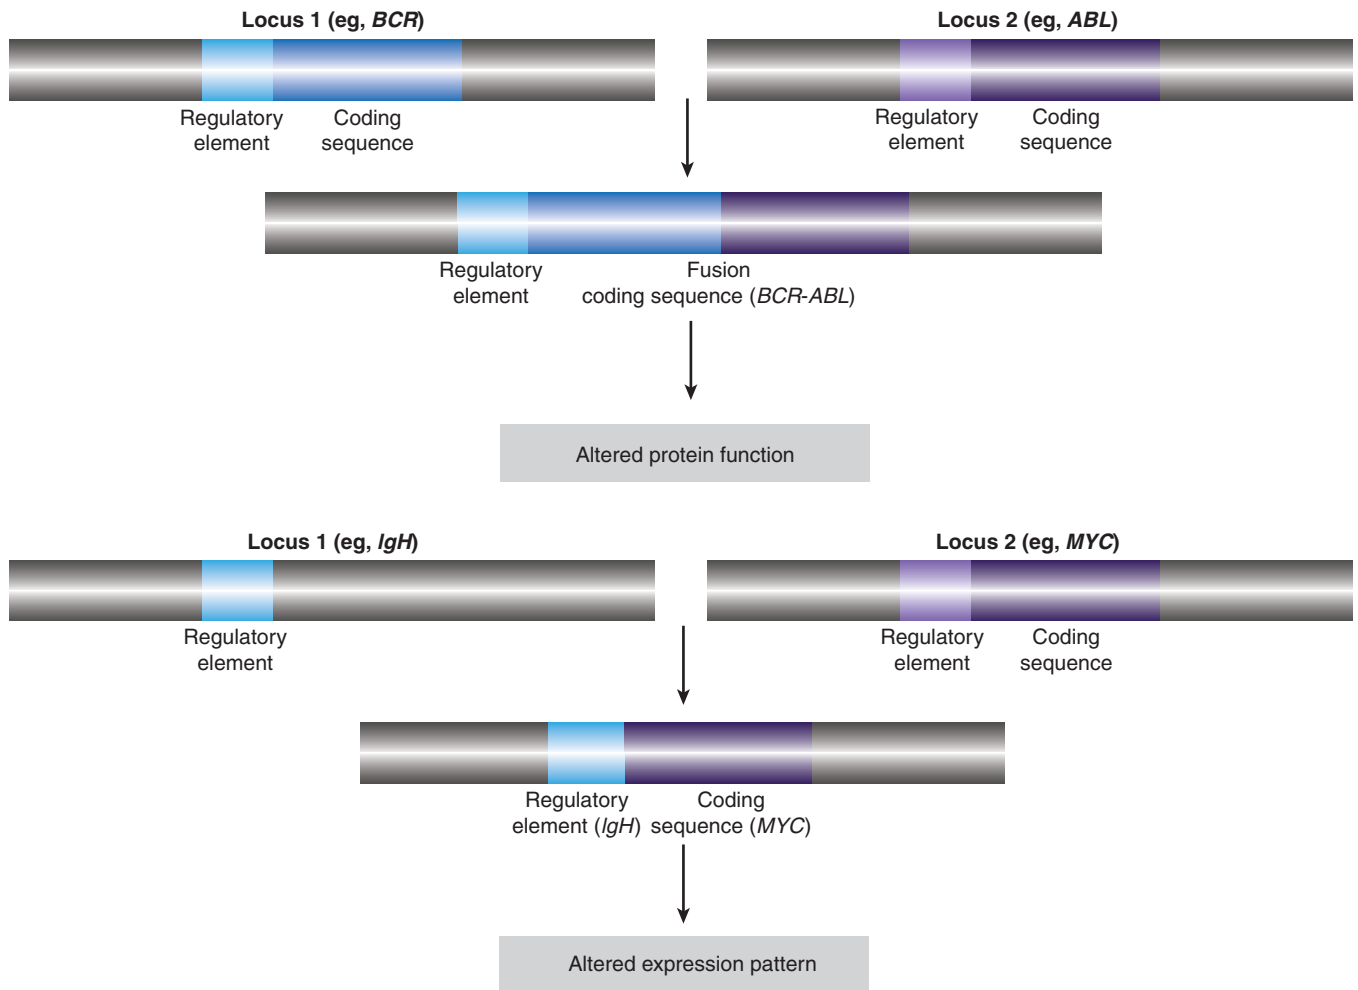 Locus 1 (eg, BCR)
Locus 2 (eg, ABL)
Regulatory
element
Coding
sequence
Regulatory
element
Coding
sequence
Regulatory
element
Fusion
coding sequence (BCR-ABL)
Altered protein function
Locus 1 (eg, IgH)
Locus 2 (eg, MYC)
Regulatory
element
Regulatory
element
Coding
sequence
Regulatory
element (IgH)
Coding
sequence (MYC)
Altered expression pattern